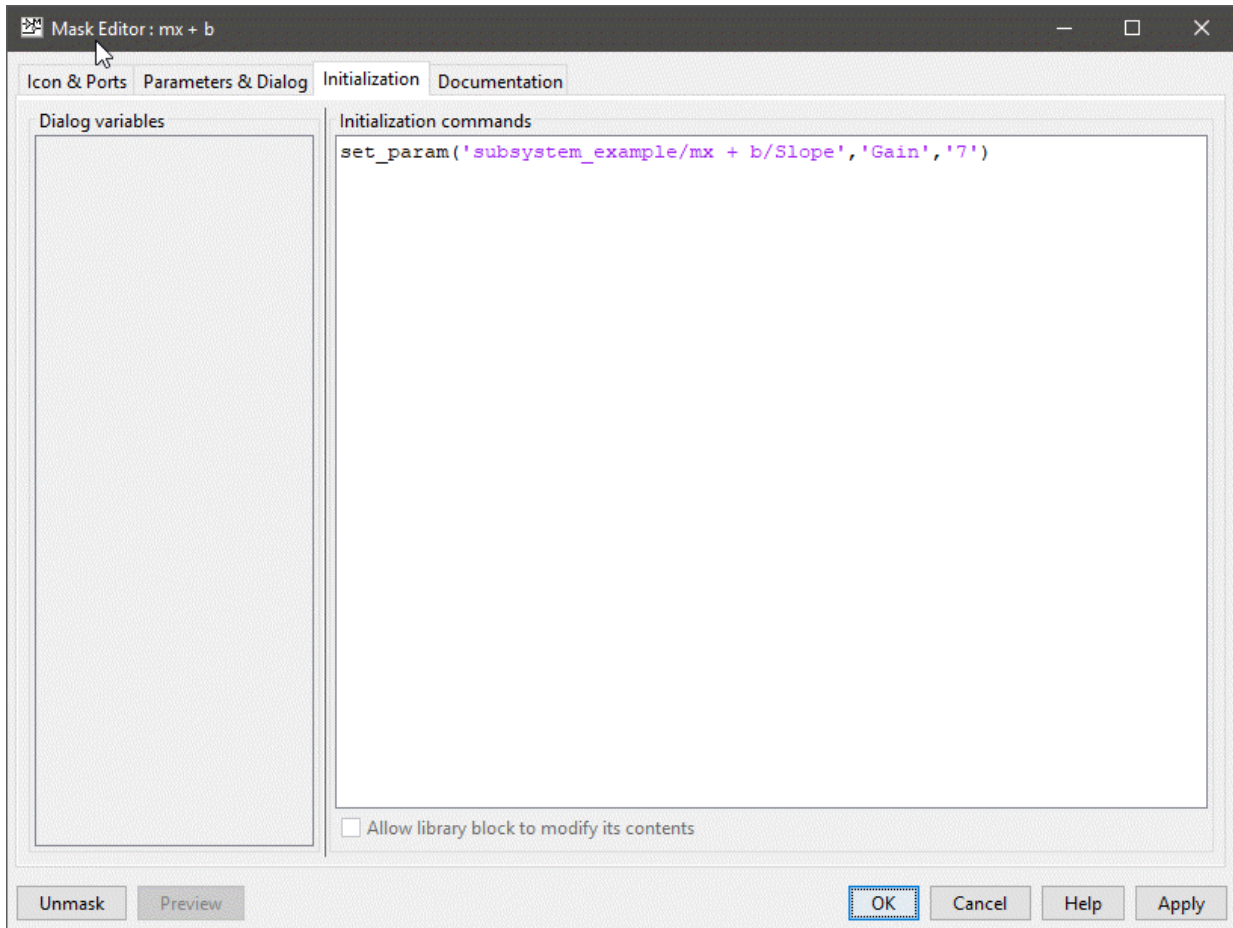 Mask Editor : mx + b
Icon & Ports Parameters & Dialog Initialization Documentation
Dialog variables
Initialization commands
set_param('subsystem_example/mx + b/Slope','Gain','7')
Allow library block to modify its contents
Unmask Preview OK Cancel Help Apply